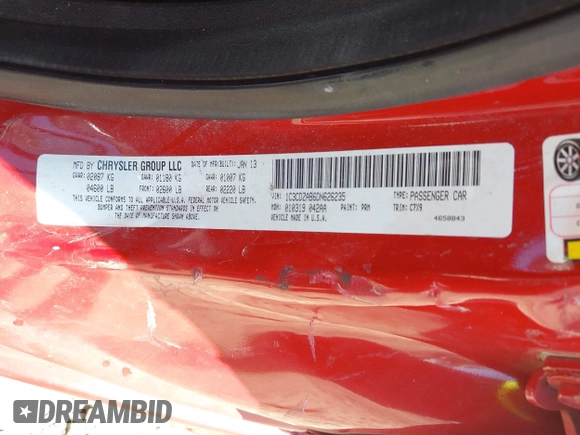 MFD BY CHRYSLER GROUP LLC DATE OF MFR(BUILT): JAN 13
GVWR: 02087 KG GAWR: 01180 KG GAWR: 01007 KG
04600 LB FRONT: 02600 LB REAR: 02220 LB
THIS VEHICLE CONFORMS TO ALL APPLICABLE-U.S.A. FEDERAL MOTOR VEHICLE SAFETY,
BUMPER AND THEFT PREVENTION STANDARDS IN EFFECT ON
THE DATE OF MANUFACTURE SHOWN ABOVE.
VIN: 1C3CDZAB6DN626235 TYPE: PASSENGER CAR
MDH: 010319 042AA PAINT: PRM TRIM: C7X9
VEHICLE MADE IN U.S.A. 4658843
DREAMBID